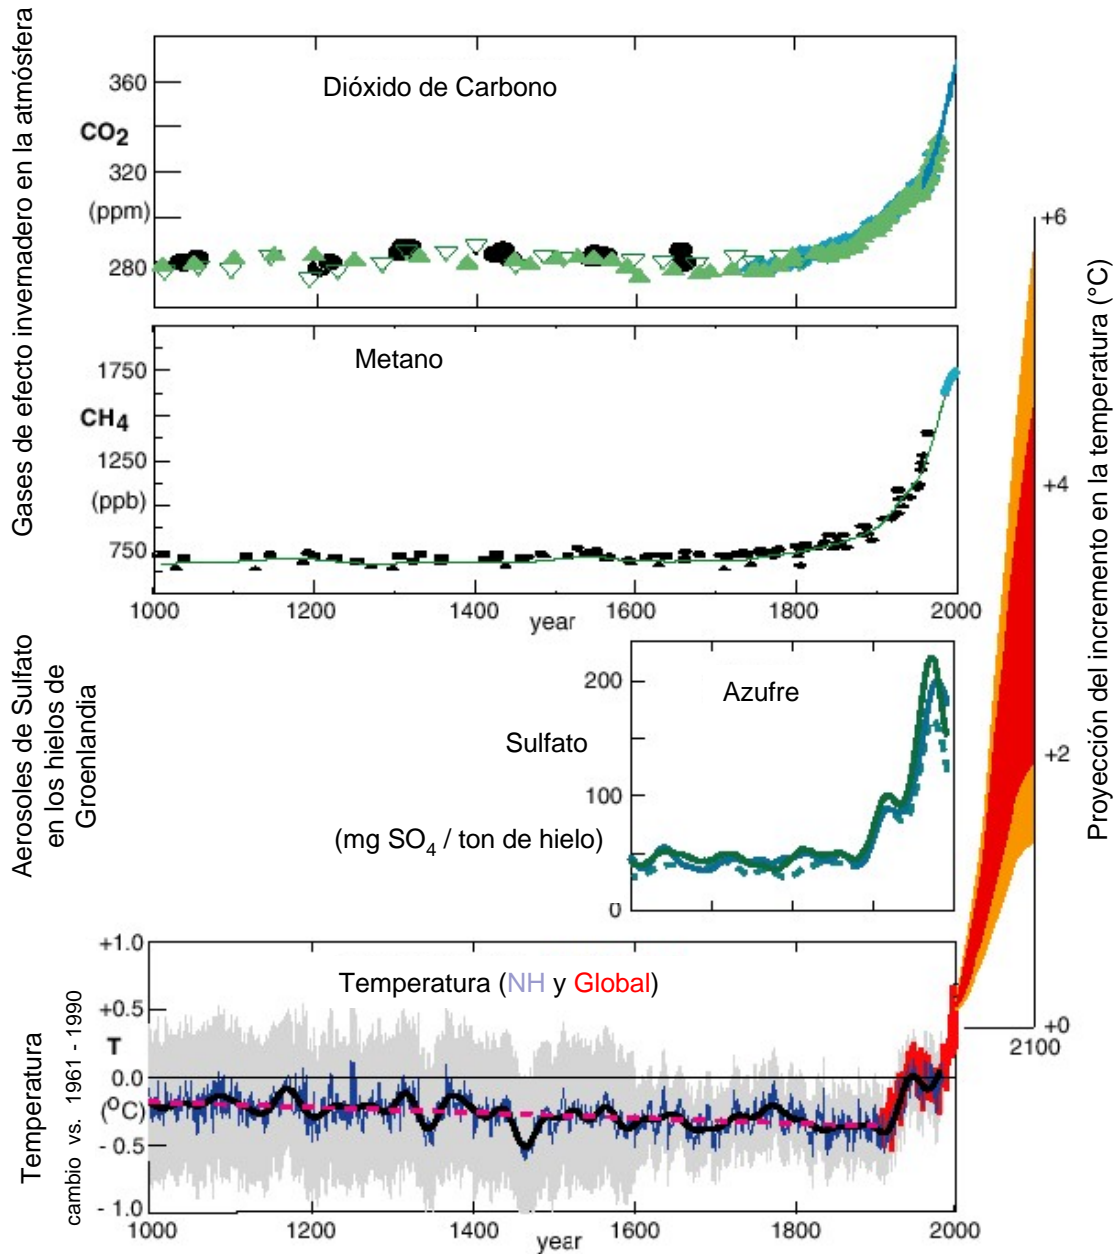 Gases de efecto invernadero en la atmósfera
Dióxido de Carbono
360
CO2
320
(ppm)
280
Metano
1750
CH4
1250
(ppb)
750
1000 1200 1400 1600 1800 2000
year
Aerosoles de Sulfato
en los hielos de
Groenlandia
Azufre
Sulfato
(mg SO4 / ton de hielo)
200
100
0
Temperatura
cambio vs. 1961 - 1990
Temperatura (NH y Global)
+1.0
+0.5
T
0.0
(°C)
- 0.5
- 1.0
1000 1200 1400 1600 1800 2000
year
+6
+4
+2
+0
2100
Proyección del incremento en la temperatura (°C)